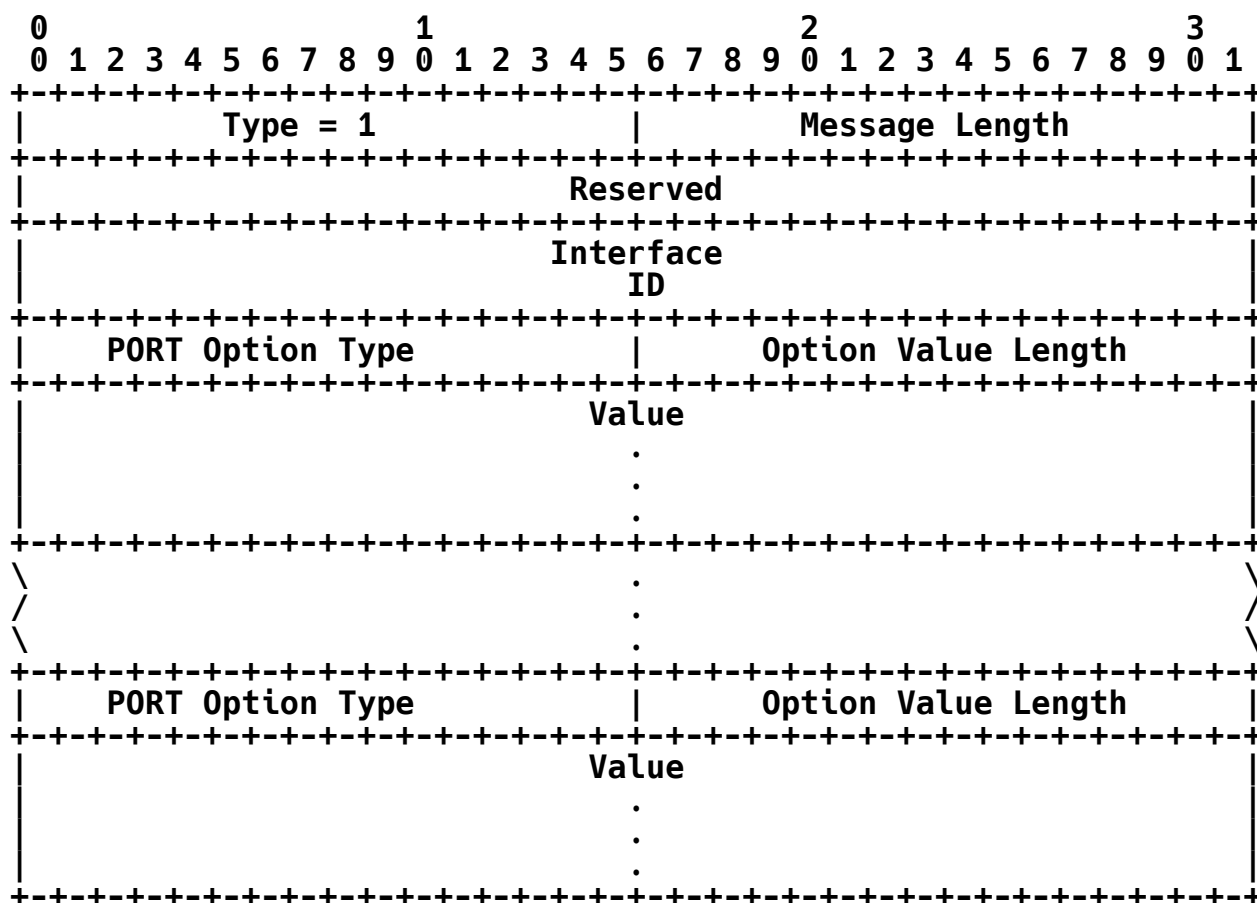 0                   1                   2                   3
 0 1 2 3 4 5 6 7 8 9 0 1 2 3 4 5 6 7 8 9 0 1 2 3 4 5 6 7 8 9 0 1
+-+-+-+-+-+-+-+-+-+-+-+-+-+-+-+-+-+-+-+-+-+-+-+-+-+-+-+-+-+-+-+-+
|          Type = 1             |        Message Length         |
+-+-+-+-+-+-+-+-+-+-+-+-+-+-+-+-+-+-+-+-+-+-+-+-+-+-+-+-+-+-+-+-+
|                            Reserved                           |
+-+-+-+-+-+-+-+-+-+-+-+-+-+-+-+-+-+-+-+-+-+-+-+-+-+-+-+-+-+-+-+-+
|                           Interface                           |
|                               ID                              |
+-+-+-+-+-+-+-+-+-+-+-+-+-+-+-+-+-+-+-+-+-+-+-+-+-+-+-+-+-+-+-+-+
|    PORT Option Type           |      Option Value Length      |
+-+-+-+-+-+-+-+-+-+-+-+-+-+-+-+-+-+-+-+-+-+-+-+-+-+-+-+-+-+-+-+-+
|                             Value                             |
|                               .                               |
|                               .                               |
|                               .                               |
+-+-+-+-+-+-+-+-+-+-+-+-+-+-+-+-+-+-+-+-+-+-+-+-+-+-+-+-+-+-+-+-+
\                               .                               \
/                               .                               /
\                               .                               \
+-+-+-+-+-+-+-+-+-+-+-+-+-+-+-+-+-+-+-+-+-+-+-+-+-+-+-+-+-+-+-+-+
|    PORT Option Type           |      Option Value Length      |
+-+-+-+-+-+-+-+-+-+-+-+-+-+-+-+-+-+-+-+-+-+-+-+-+-+-+-+-+-+-+-+-+
|                             Value                             |
|                               .                               |
|                               .                               |
|                               .                               |
+-+-+-+-+-+-+-+-+-+-+-+-+-+-+-+-+-+-+-+-+-+-+-+-+-+-+-+-+-+-+-+-+